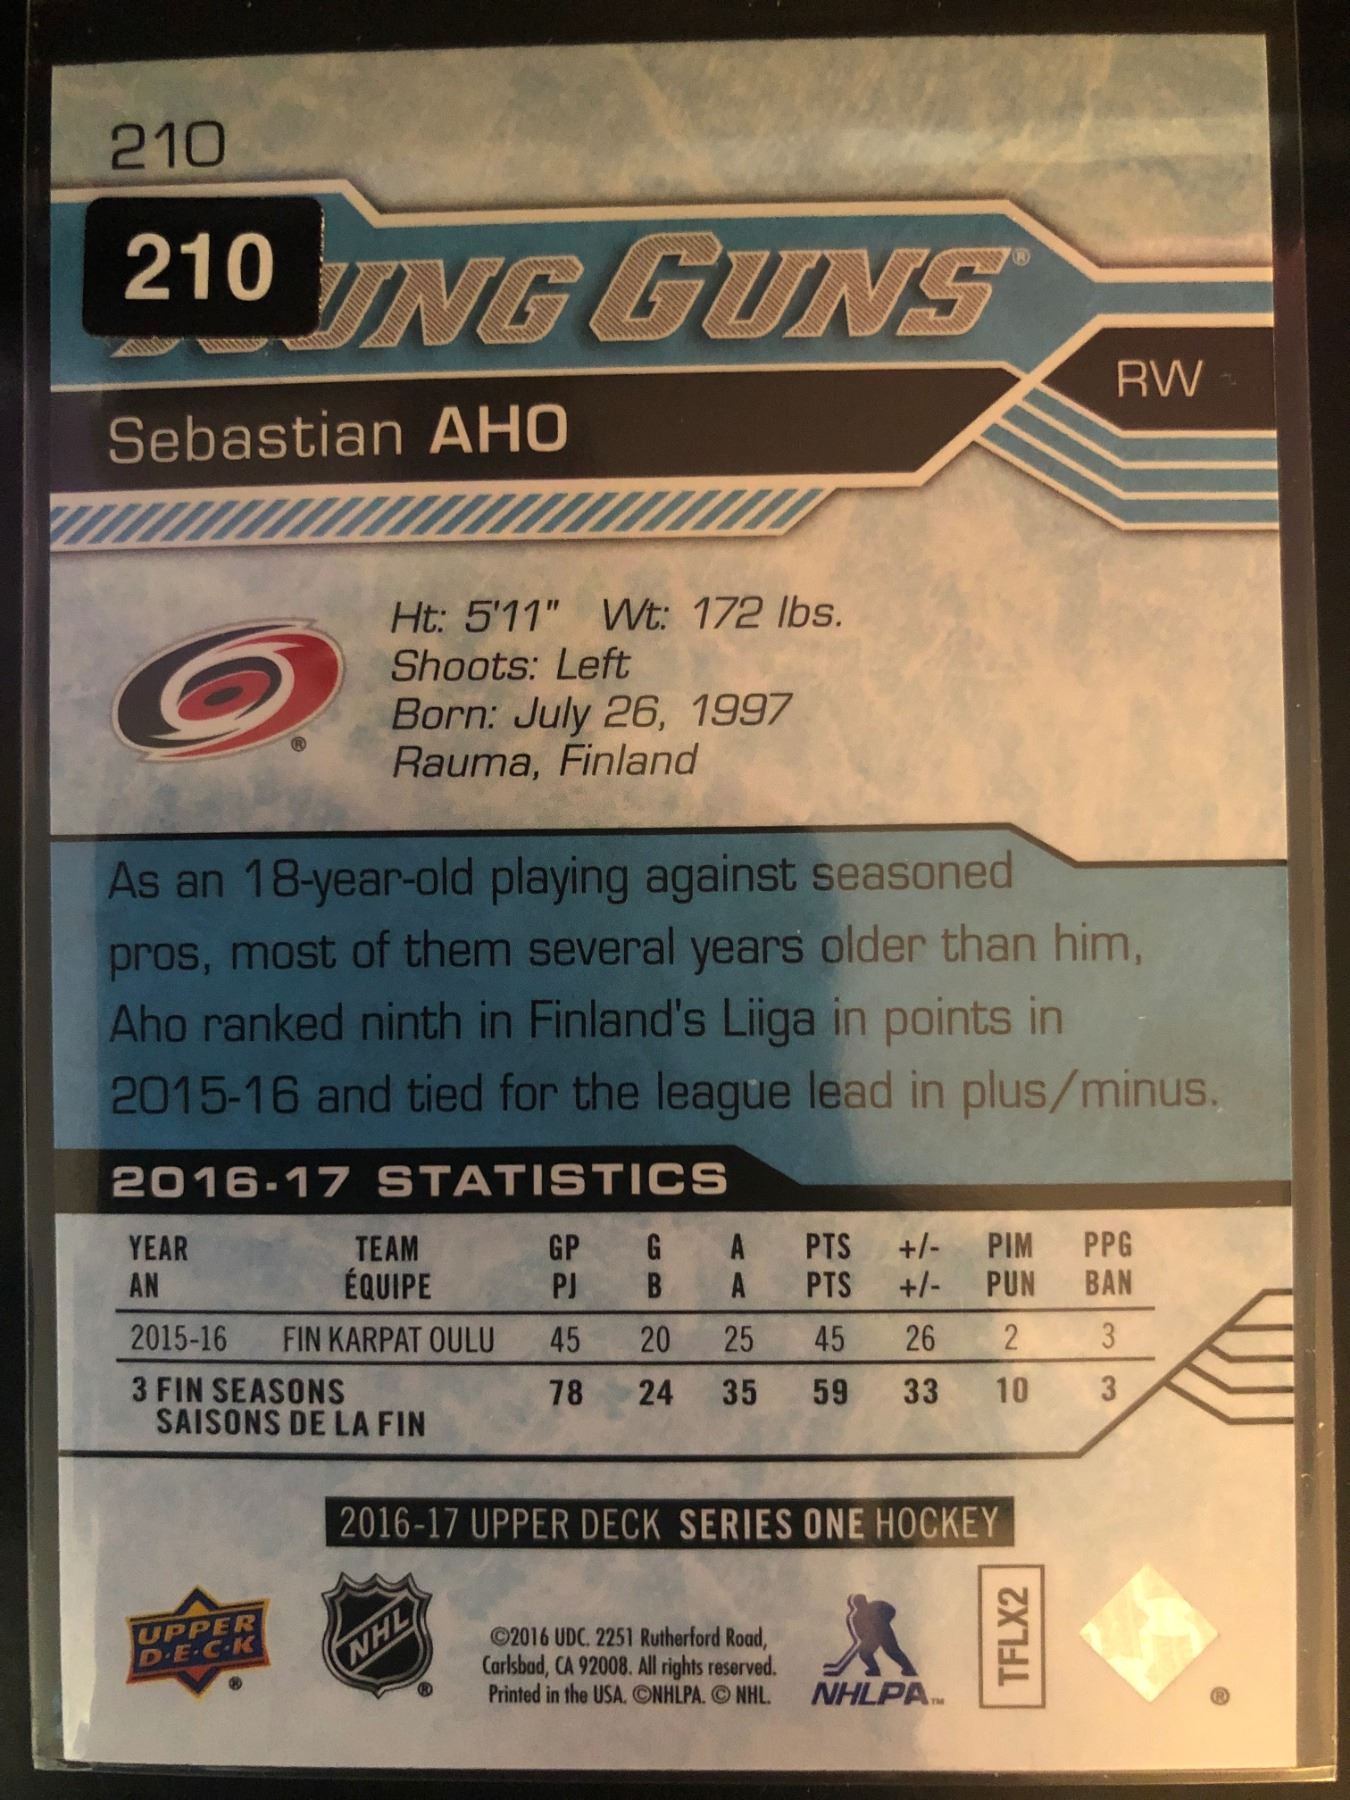 210
210
UNG GUNS®
RW
Sebastian AHO
Ht: 5'11" Wt: 172 lbs.
Shoots: Left
Born: July 26, 1997
Rauma, Finland
®
As an 18-year-old playing against seasoned
pros, most of them several years older than him,
Aho ranked ninth in Finland's Liiga in points in
2015-16 and tied for the league lead in plus/minus.
2016-17 STATISTICS
YEAR TEAM GP G A PTS +/- PIM PPG
AN ÉQUIPE PJ B A PTS +/- PUN BAN
2015-16 FIN KARPAT OULU 45 20 25 45 26 2 3
3 FIN SEASONS 78 24 35 59 33 10 3
SAISONS DE LA FIN
2016-17 UPPER DECK SERIES ONE HOCKEY
UPPER
D·E·C·K
®
NHL
®
©2016 UDC. 2251 Rutherford Road,
Carlsbad, CA 92008. All rights reserved.
Printed in the USA. ©NHLPA. © NHL.
NHLPA™
TFLX2
®